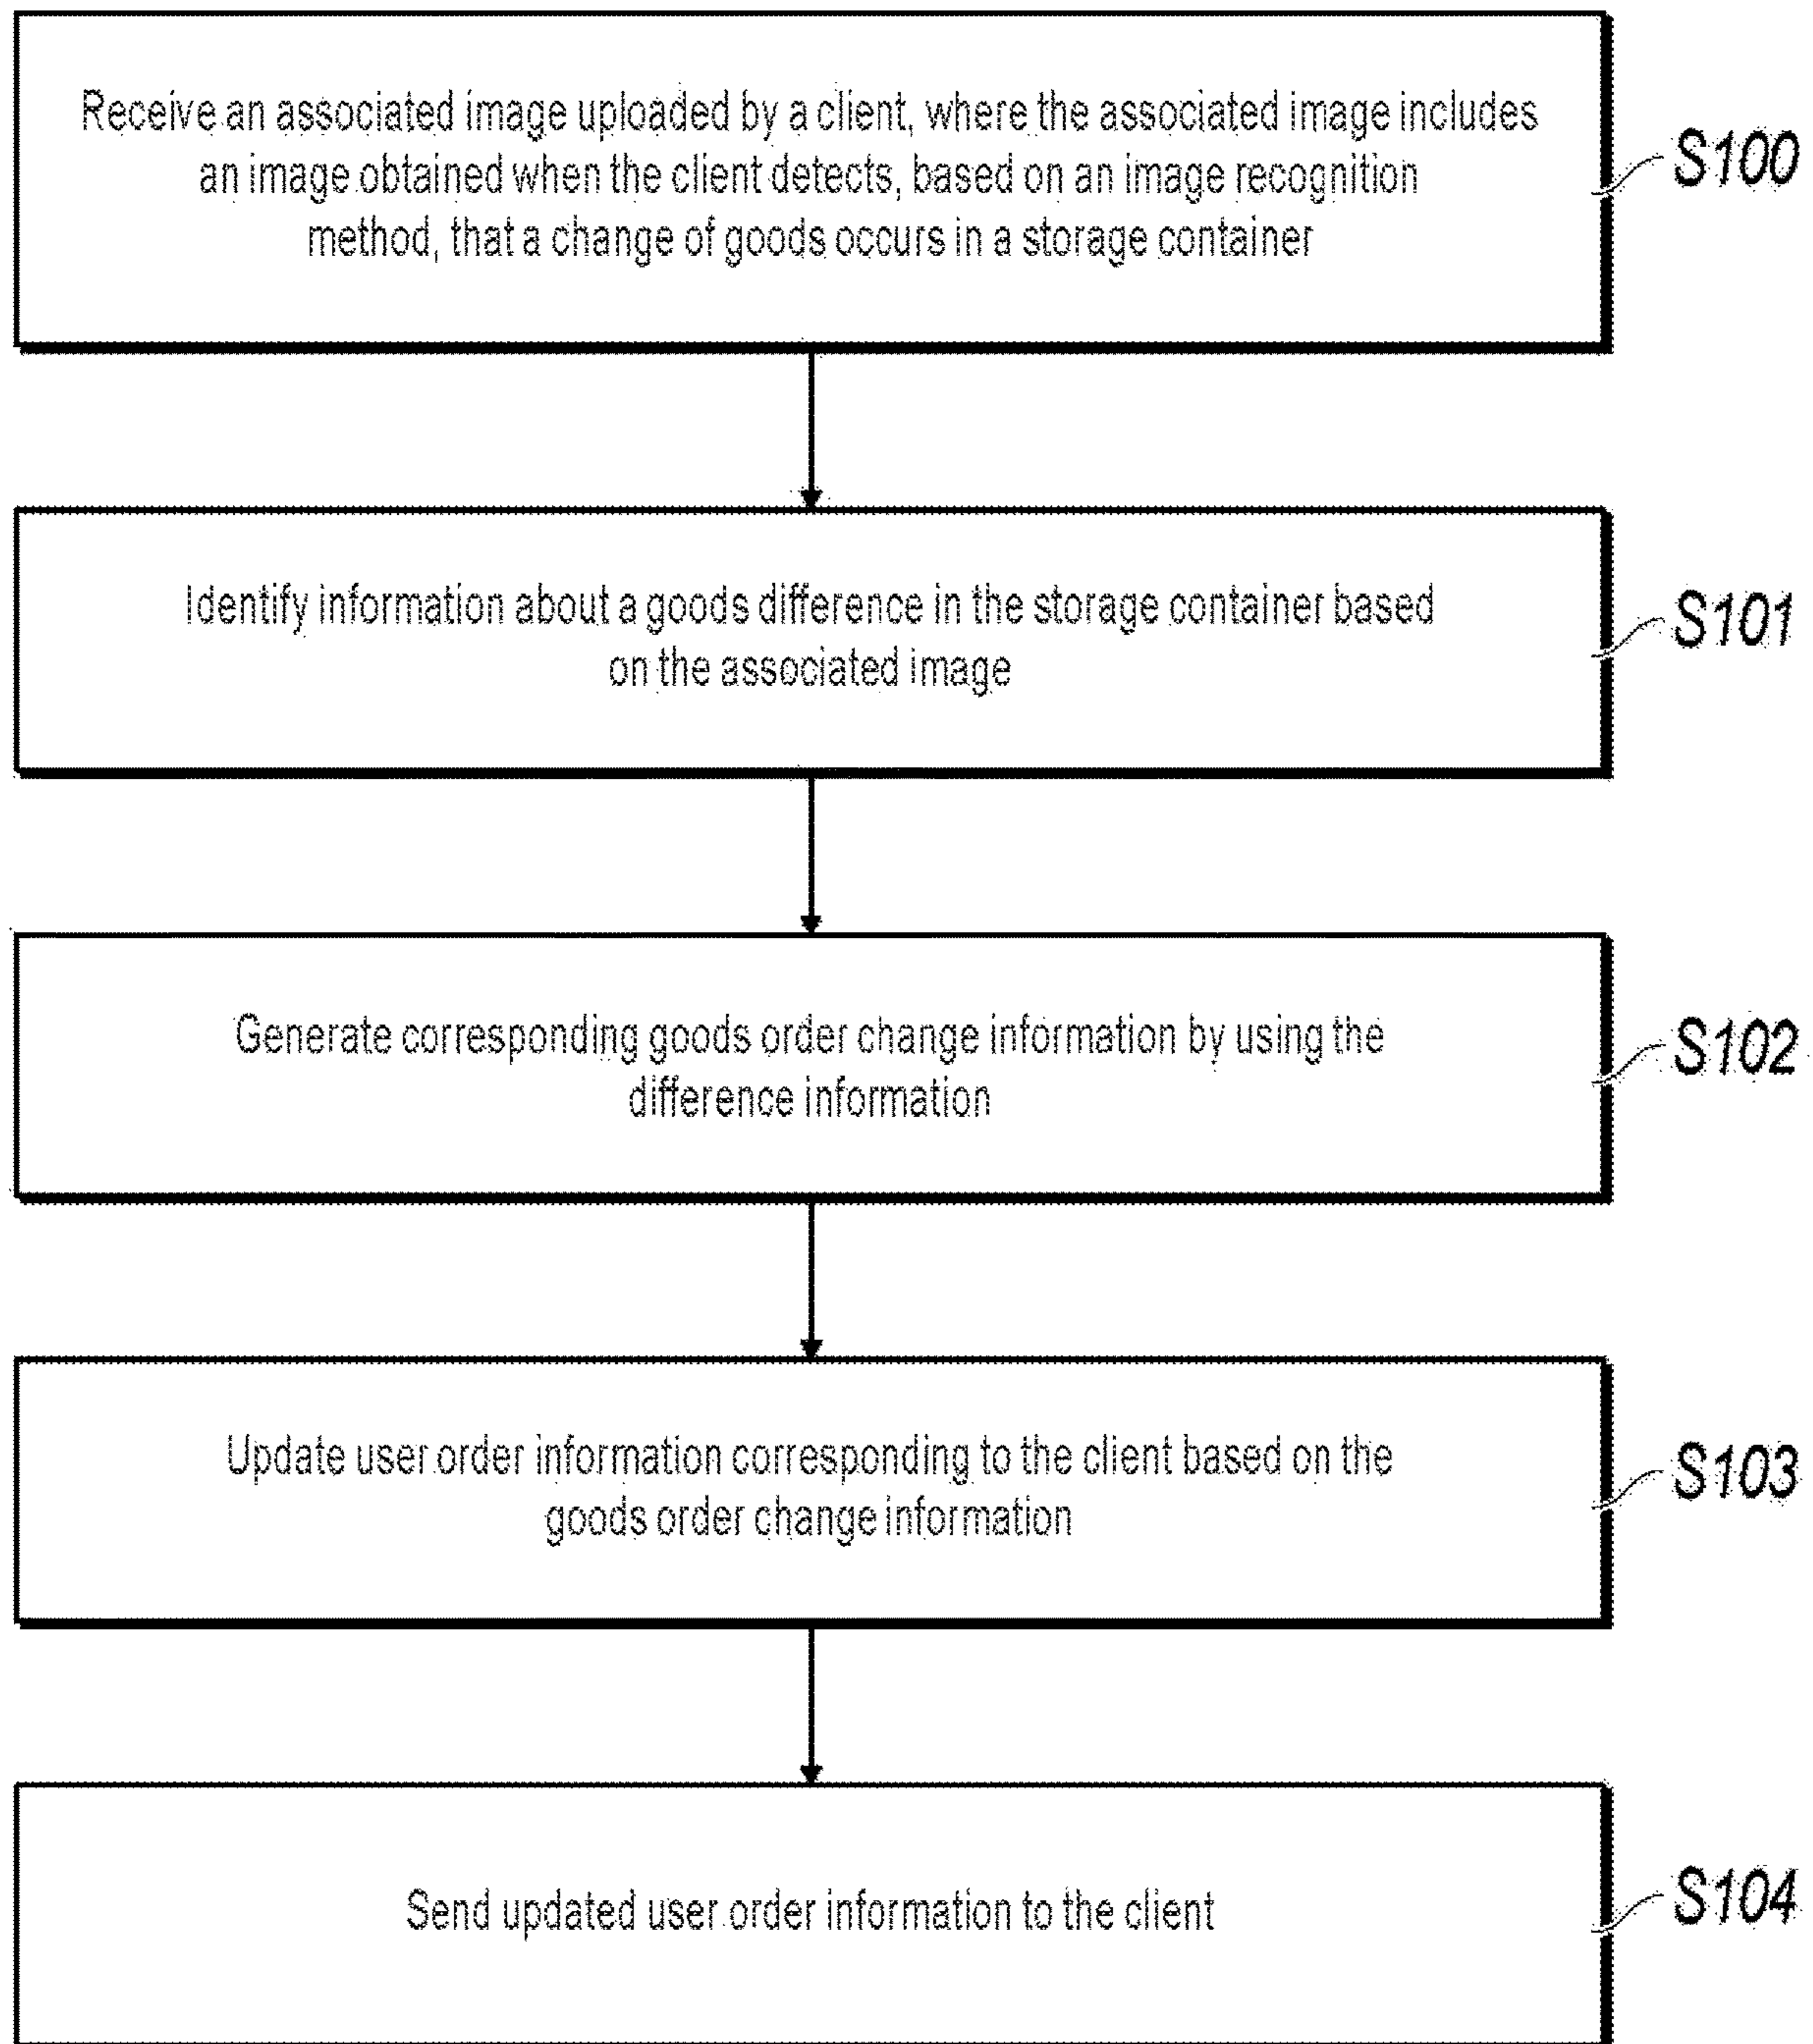 Receive an associated image uploaded by a client, where the associated image includes
an image obtained when the client detects, based on an image recognition
method, that a change of goods occurs in a storage container
S100
Identify information about a goods difference in the storage container based
on the associated image
S101
Generate corresponding goods order change information by using the
difference information
S102
Update user order information corresponding to the client based on the
goods order change information
S103
Send updated user order information to the client
S104